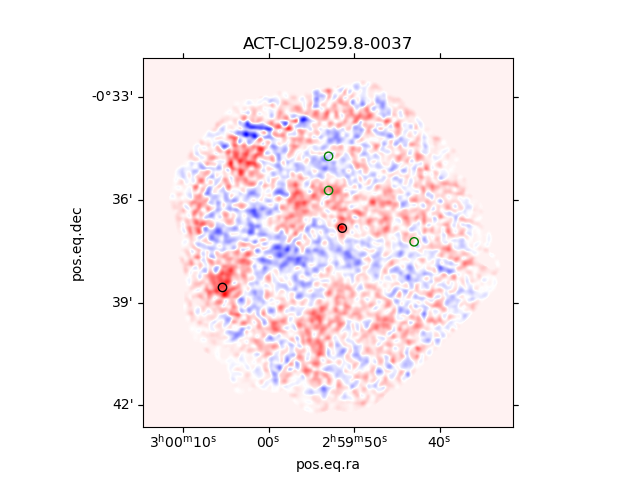 ACT-CLJ0259.8-0037
-0°33'
36'
39'
42'
pos.eq.dec
3ʰ00ᵐ10ˢ
00ˢ
2ʰ59ᵐ50ˢ
40ˢ
pos.eq.ra